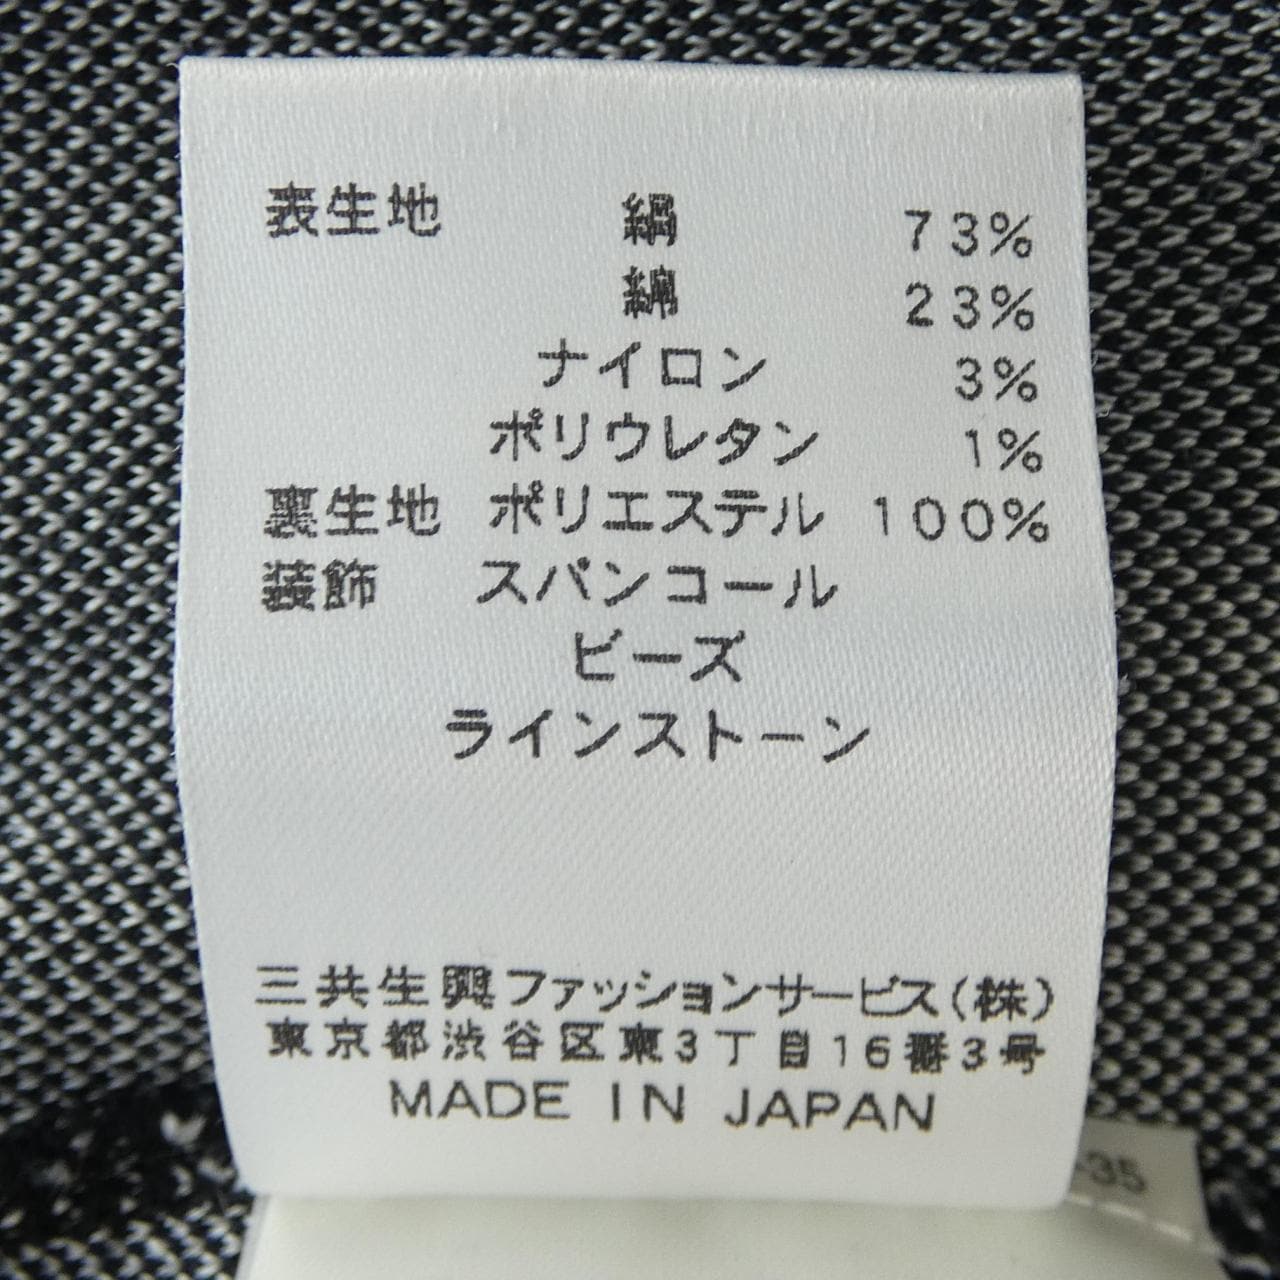 表生地 絹 73%
綿 23%
ナイロン 3%
ポリウレタン 1%
裏生地 ポリエステル 100%
装飾 スパンコール
ビーズ
ラインストーン
三共生興ファッションサービス(株)
東京都渋谷区東3丁目16番3号
MADE IN JAPAN
-35